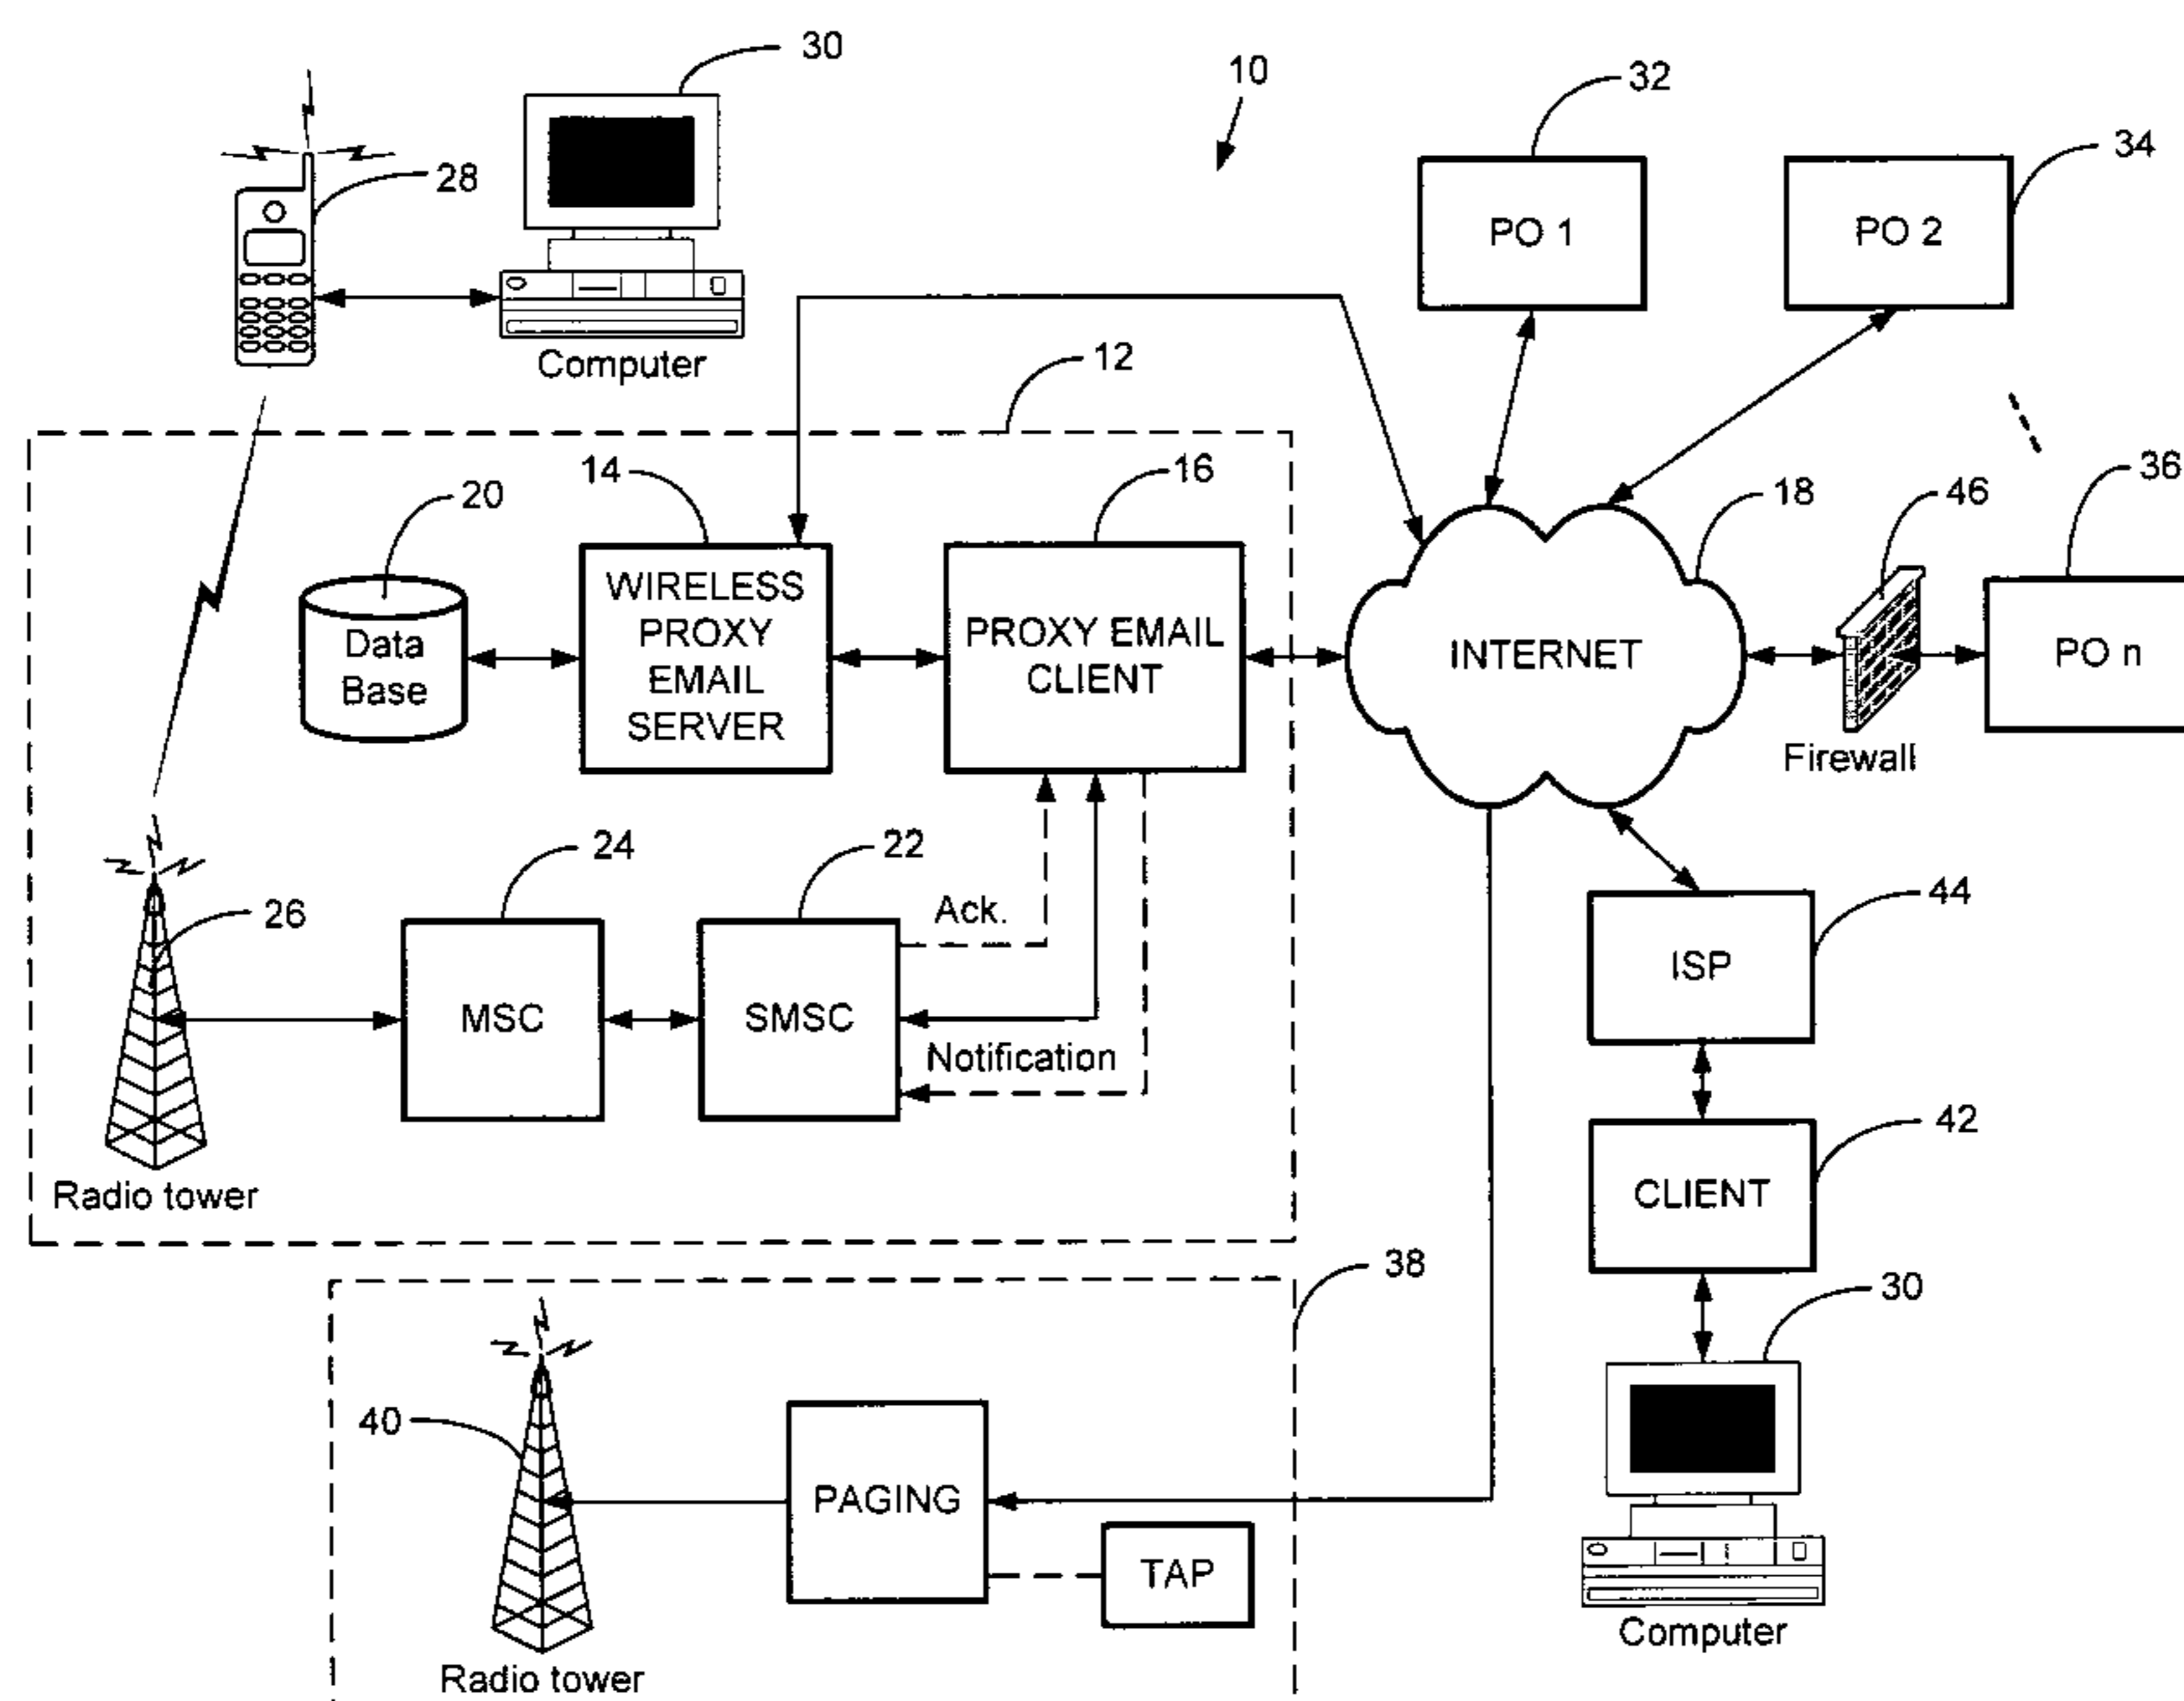 30
10
32
34
28
PO 1
PO 2
Computer
12
14
16
20
18
46
36
Data
Base
WIRELESS
PROXY
EMAIL
SERVER
PROXY EMAIL
CLIENT
INTERNET
PO n
Firewall
24
22
26
Ack.
44
MSC
SMSC
ISP
Notification
42
Radio tower
CLIENT
38
30
40
PAGING
TAP
Computer
Radio tower